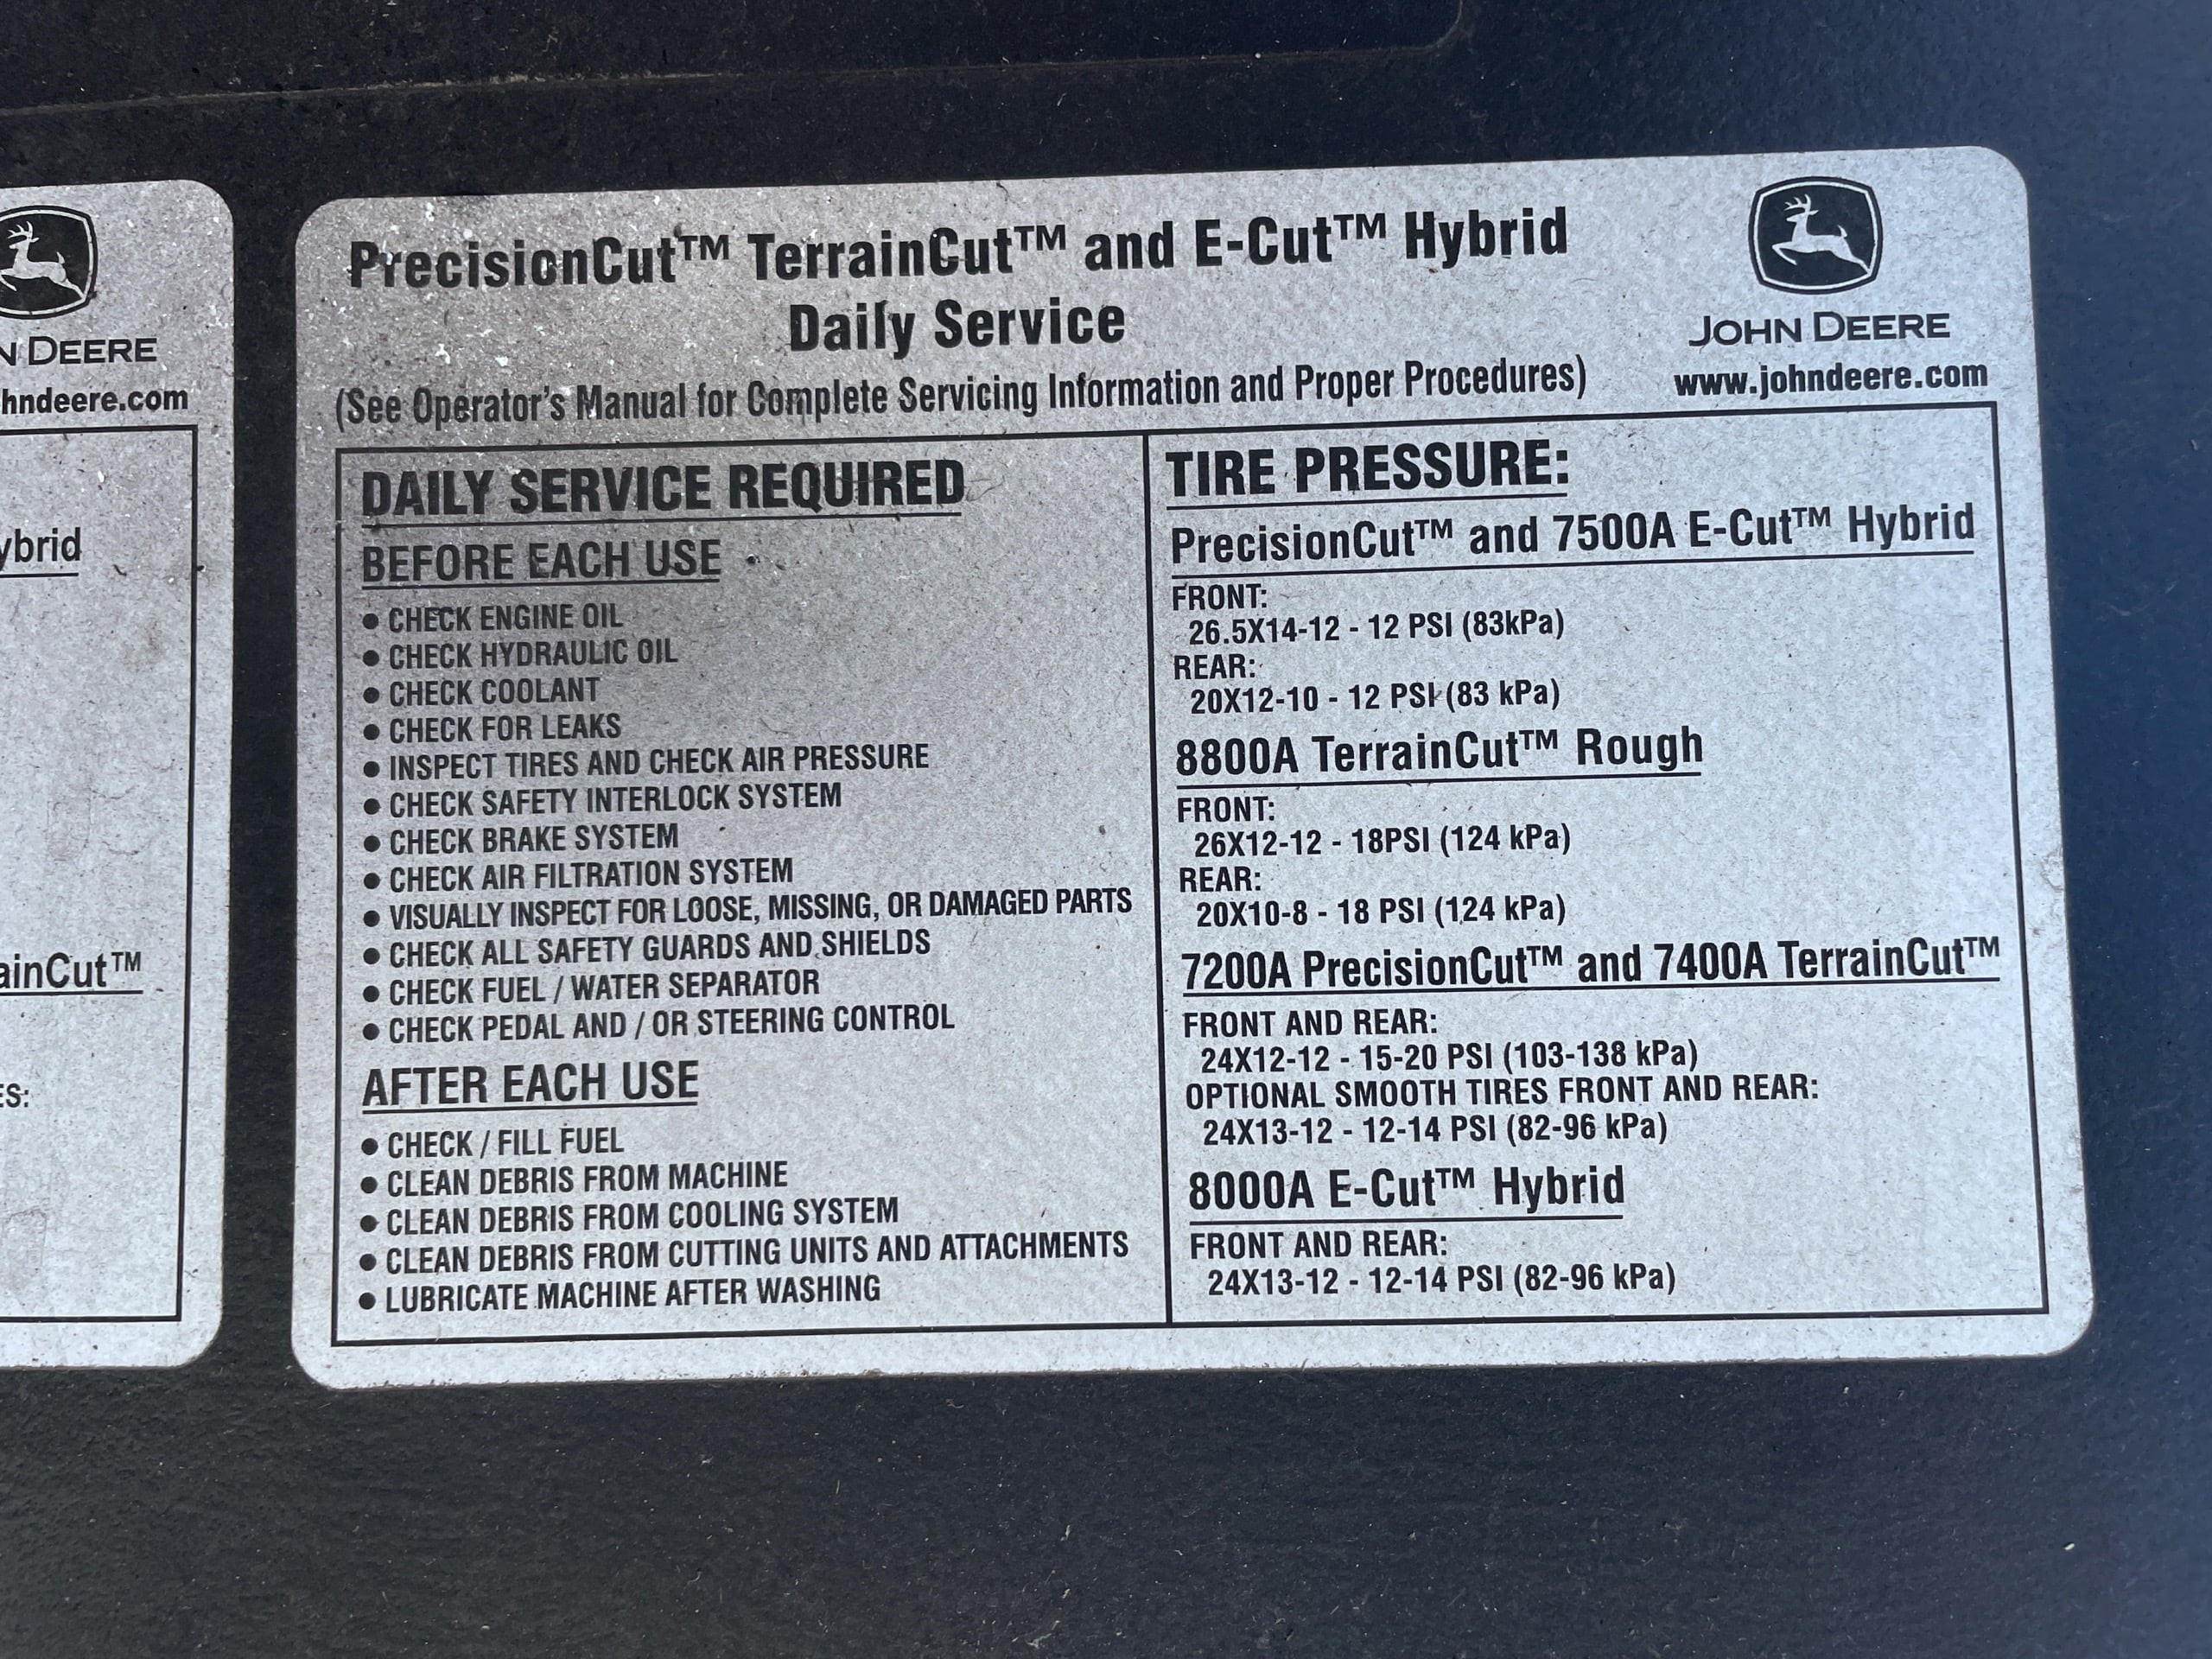 N DEERE
hndeere.com
ybrid
ainCut™
ES:
PrecisionCut™ TerrainCut™ and E-Cut™ Hybrid
Daily Service
(See Operator's Manual for Complete Servicing Information and Proper Procedures)
JOHN DEERE
www.johndeere.com
DAILY SERVICE REQUIRED
BEFORE EACH USE
• CHECK ENGINE OIL
• CHECK HYDRAULIC OIL
• CHECK COOLANT
• CHECK FOR LEAKS
• INSPECT TIRES AND CHECK AIR PRESSURE
• CHECK SAFETY INTERLOCK SYSTEM
• CHECK BRAKE SYSTEM
• CHECK AIR FILTRATION SYSTEM
• VISUALLY INSPECT FOR LOOSE, MISSING, OR DAMAGED PARTS
• CHECK ALL SAFETY GUARDS AND SHIELDS
• CHECK FUEL / WATER SEPARATOR
• CHECK PEDAL AND / OR STEERING CONTROL
AFTER EACH USE
• CHECK / FILL FUEL
• CLEAN DEBRIS FROM MACHINE
• CLEAN DEBRIS FROM COOLING SYSTEM
• CLEAN DEBRIS FROM CUTTING UNITS AND ATTACHMENTS
• LUBRICATE MACHINE AFTER WASHING
TIRE PRESSURE:
PrecisionCut™ and 7500A E-Cut™ Hybrid
FRONT:
26.5X14-12 - 12 PSI (83kPa)
REAR:
20X12-10 - 12 PSI (83 kPa)
8800A TerrainCut™ Rough
FRONT:
26X12-12 - 18PSI (124 kPa)
REAR:
20X10-8 - 18 PSI (124 kPa)
7200A PrecisionCut™ and 7400A TerrainCut™
FRONT AND REAR:
24X12-12 - 15-20 PSI (103-138 kPa)
OPTIONAL SMOOTH TIRES FRONT AND REAR:
24X13-12 - 12-14 PSI (82-96 kPa)
8000A E-Cut™ Hybrid
FRONT AND REAR:
24X13-12 - 12-14 PSI (82-96 kPa)